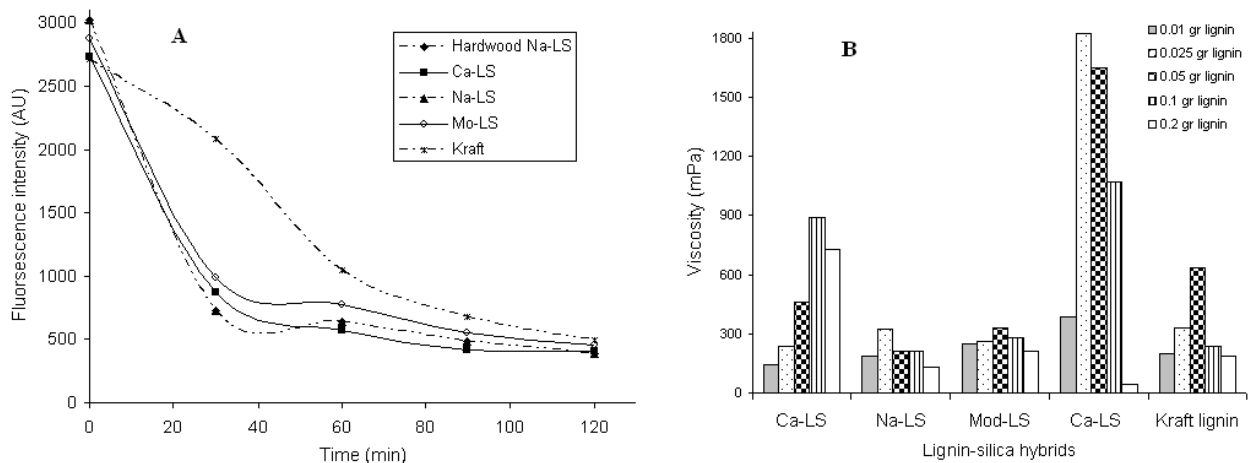 A
Fluorsescence intensity (AU)
3000
2500
2000
1500
1000
500
0
0 20 40 60 80 100 120
Time (min)
Hardwood Na-LS
Ca-LS
Na-LS
Mo-LS
Kraft
B
Viscosity (mPa)
1800
1500
1200
900
600
300
0
Ca-LS Na-LS Mod-LS Ca-LS Kraft lignin
Lignin-silica hybrids
0.01 gr lignin
0.025 gr lignin
0.05 gr lignin
0.1 gr lignin
0.2 gr lignin